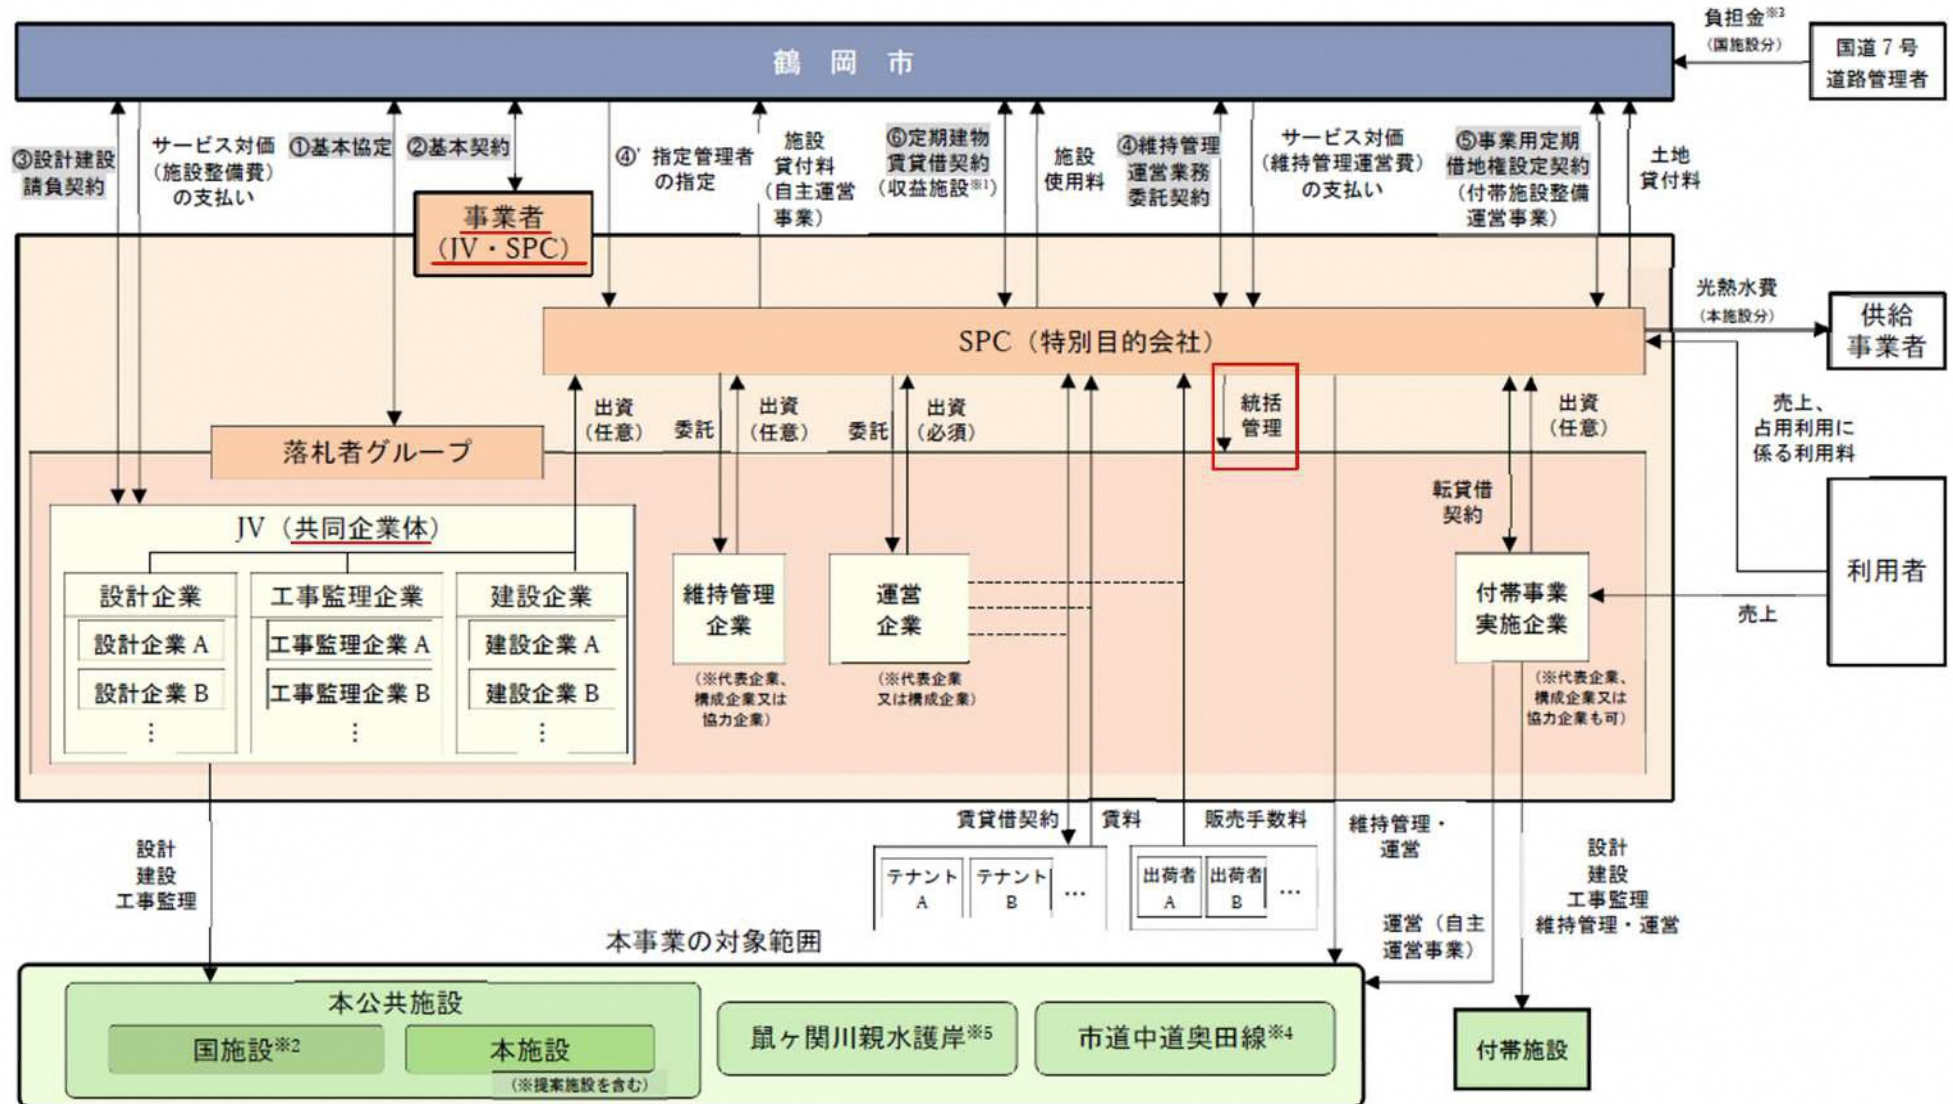 鶴岡市
負担金※3
（国施設分）
国道7号
道路管理者
③設計建設
請負契約
サービス対価
（施設整備費）
の支払い
①基本協定
②基本契約
④’ 指定管理者
の指定
施設
貸付料
（自主運営
事業）
⑥定期建物
賃貸借契約
（収益施設※1）
施設
使用料
④維持管理
運営業務
委託契約
サービス対価
（維持管理運営費）
の支払い
⑤事業用定期
借地権設定契約
（付帯施設整備
運営事業）
土地
貸付料
事業者
（JV・SPC）
SPC（特別目的会社）
光熱水費
（本施設分）
供給
事業者
出資
（任意）
委託
出資
（任意）
委託
出資
（必須）
統括
管理
出資
（任意）
売上、
占用利用に
係る利用料
落札者グループ
転貸借
契約
JV（共同企業体）
設計企業
設計企業 A
設計企業 B
⋮
工事監理企業
工事監理企業 A
工事監理企業 B
⋮
建設企業
建設企業 A
建設企業 B
⋮
維持管理
企業
（※代表企業、
構成企業又は
協力企業）
運営
企業
（※代表企業
又は構成企業）
付帯事業
実施企業
（※代表企業、
構成企業又は
協力企業も可）
利用者
売上
設計
建設
工事監理
賃貸借契約
賃料
販売手数料
維持管理・
運営
テナント
A
テナント
B
…
出荷者
A
出荷者
B
…
運営（自主
運営事業）
設計
建設
工事監理
維持管理・運営
本事業の対象範囲
本公共施設
国施設※2
本施設
（※提案施設を含む）
鼠ヶ関川親水護岸※5
市道中道奥田線※4
付帯施設